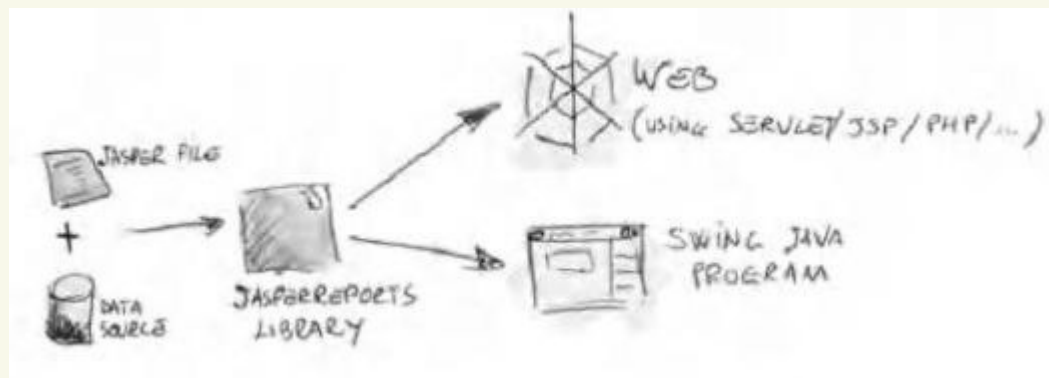 JASPER FILE
+
DATA
SOURCE
JASPERREPORTS
LIBRARY
WEB
(USING SERVLET/JSP/PHP/...)
SWING JAVA
PROGRAM